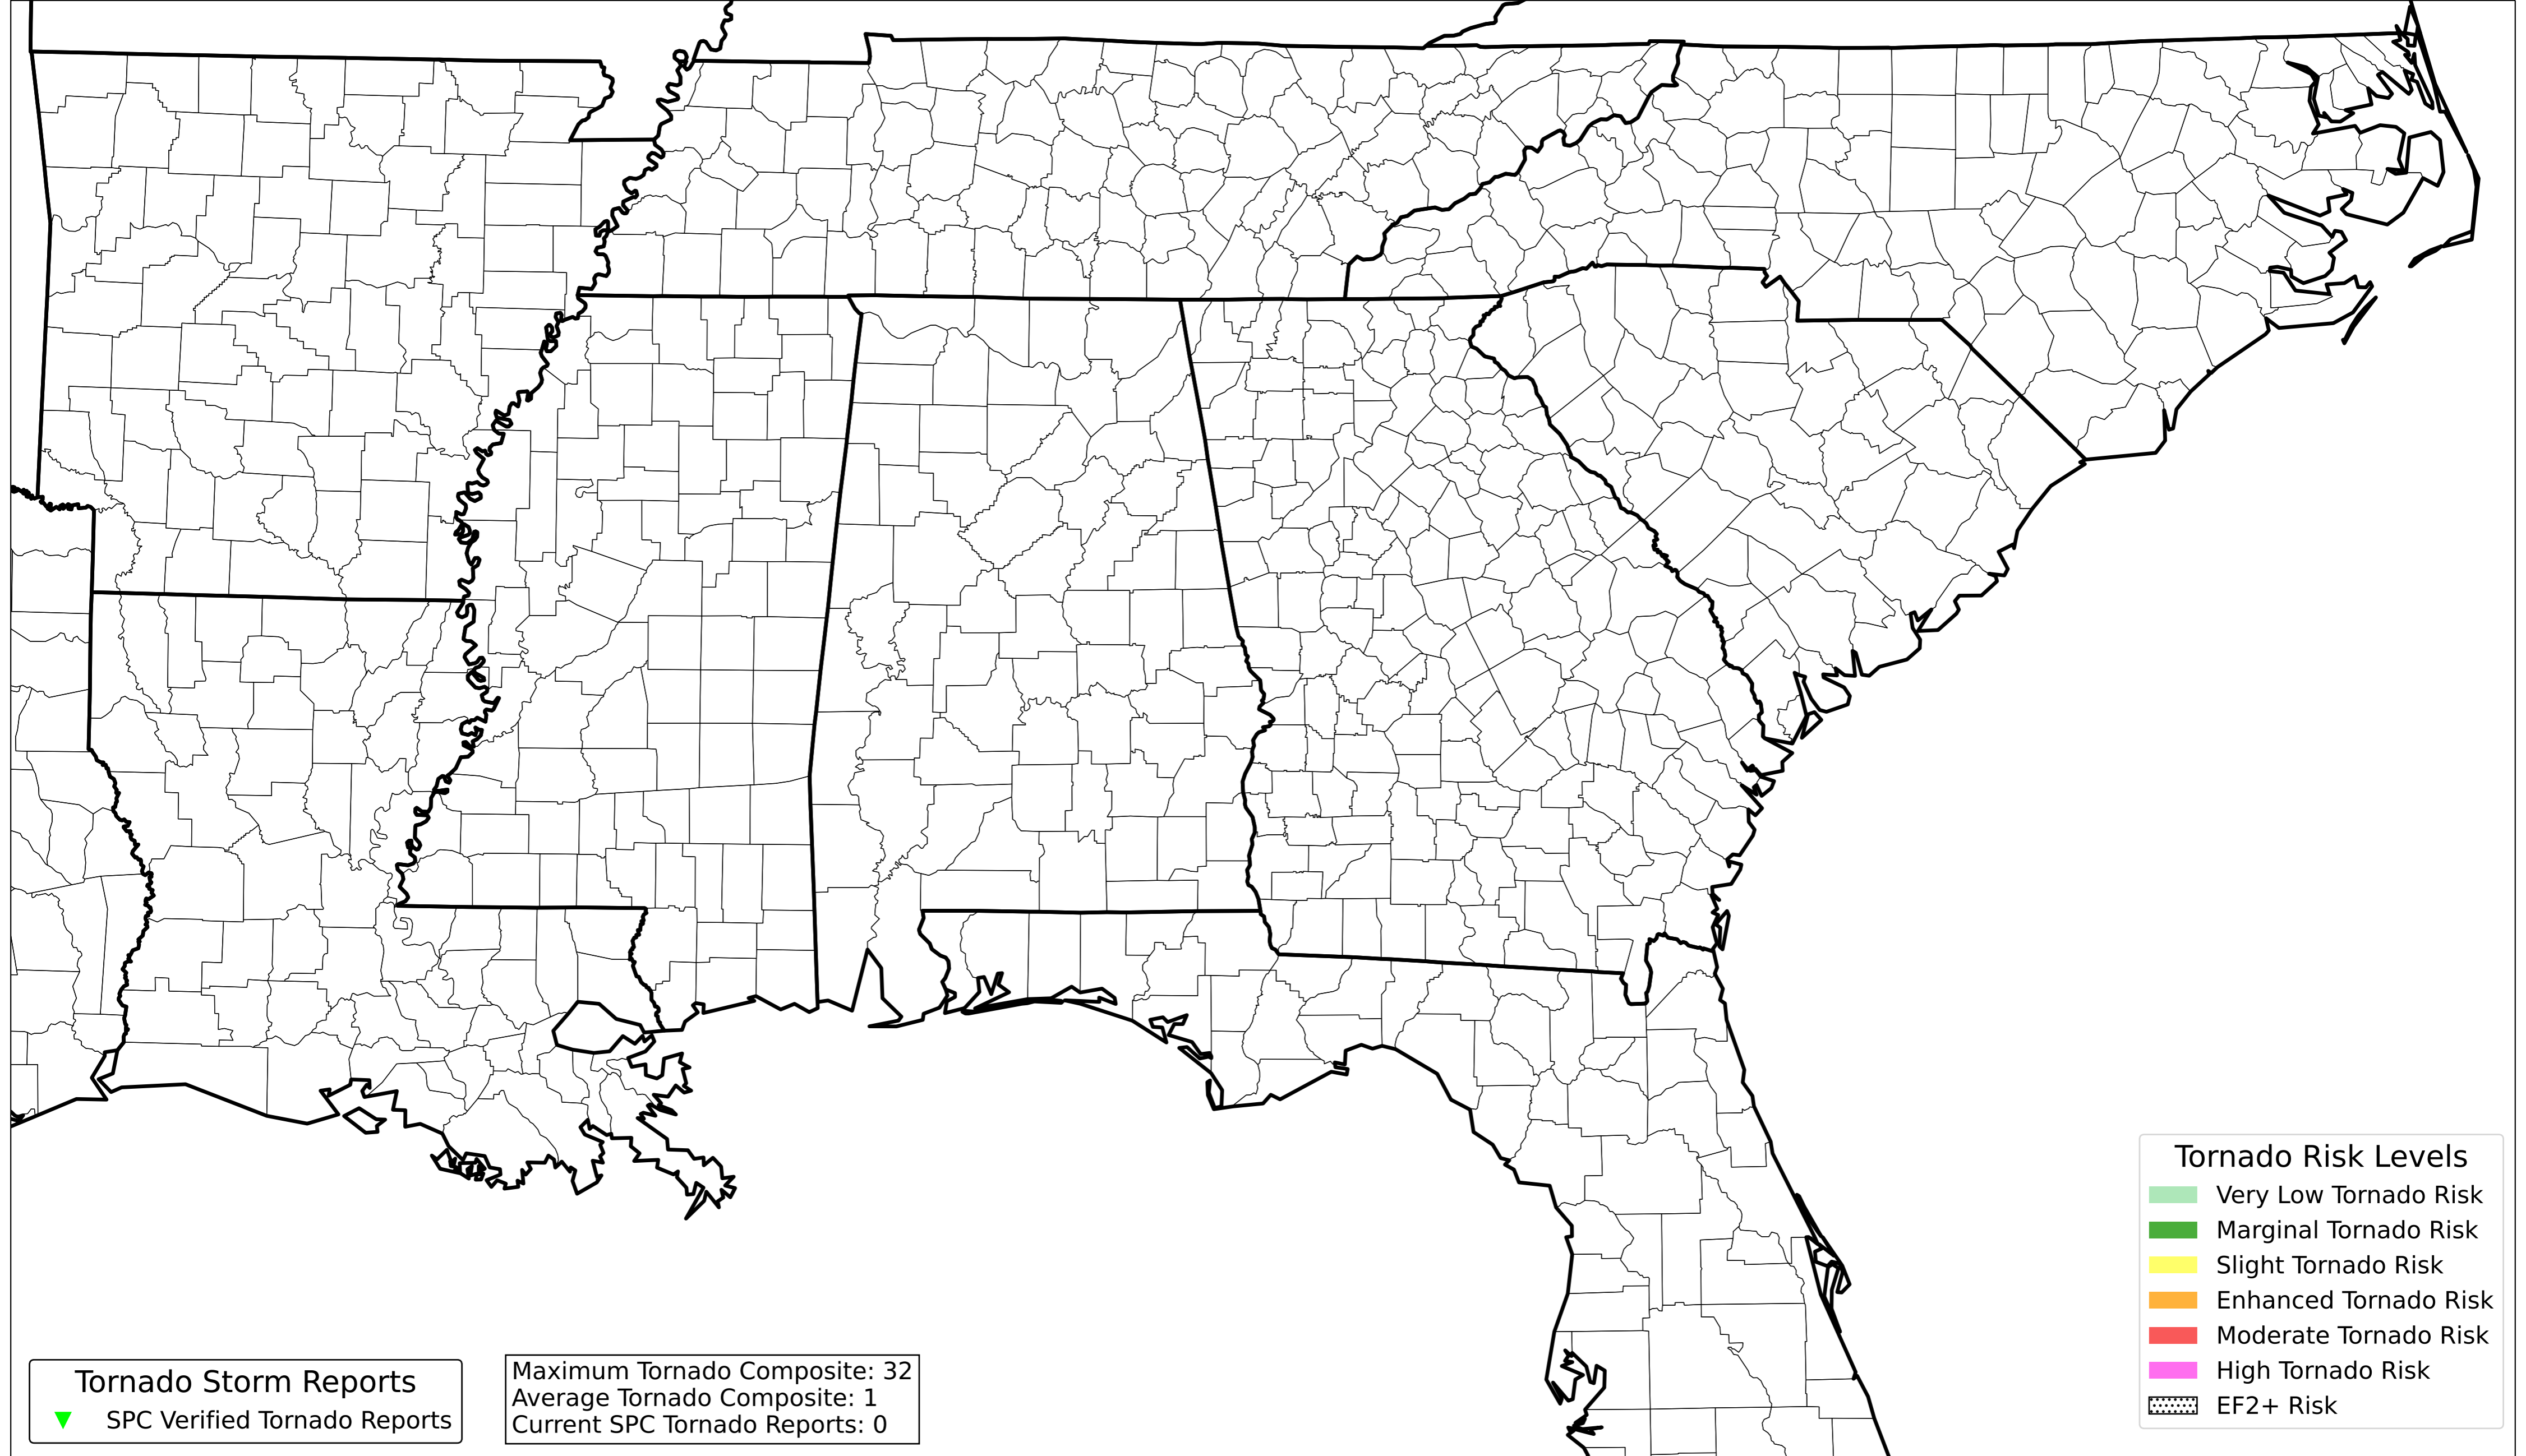 Tornado Storm Reports
SPC Verified Tornado Reports
Maximum Tornado Composite: 32
Average Tornado Composite: 1
Current SPC Tornado Reports: 0
Tornado Risk Levels
Very Low Tornado Risk
Marginal Tornado Risk
Slight Tornado Risk
Enhanced Tornado Risk
Moderate Tornado Risk
High Tornado Risk
EF2+ Risk